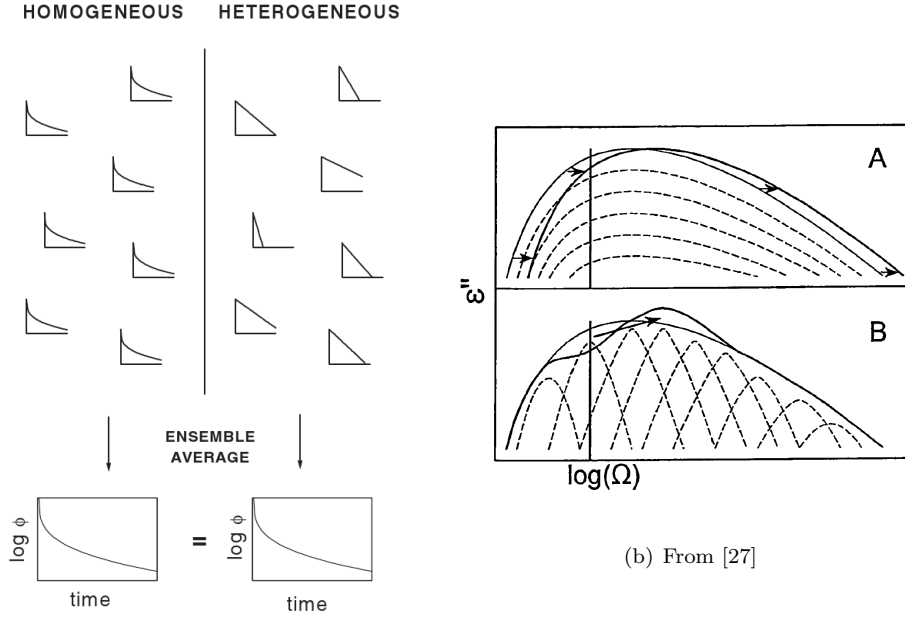 HOMOGENEOUS
HETEROGENEOUS
ENSEMBLE
AVERAGE
log ϕ
time
=
log ϕ
time
A
ε"
B
log(Ω)
(b) From [27]